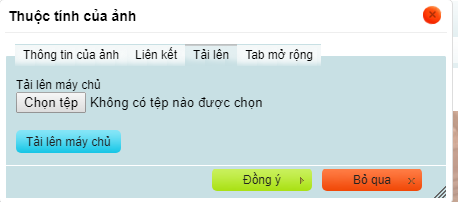 Thuộc tính của ảnh
Thông tin của ảnh Liên kết Tải lên Tab mở rộng
Tải lên máy chủ
Chọn tệp Không có tệp nào được chọn
Tải lên máy chủ
Đồng ý Bỏ qua